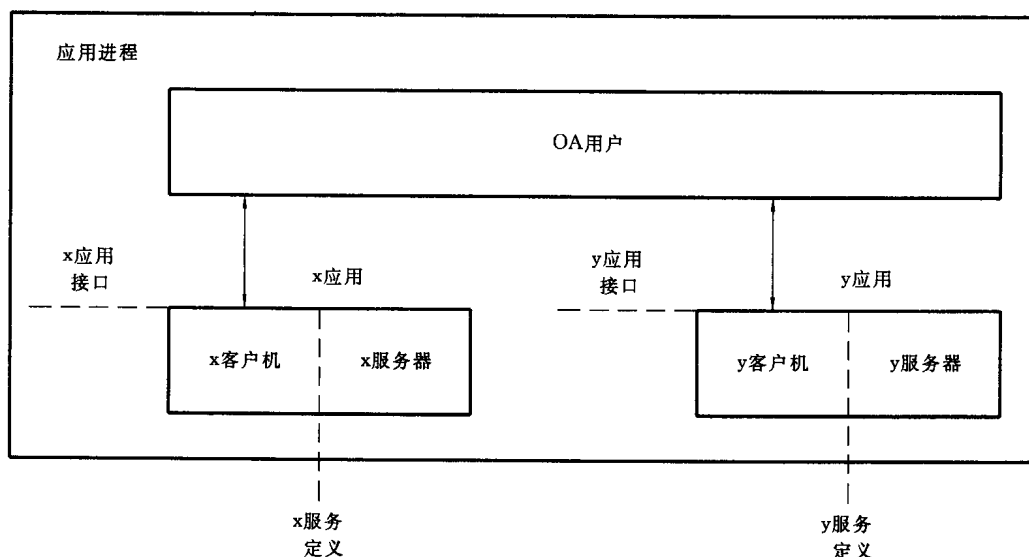 应用进程
OA用户
x应用
接口
x应用
y应用
接口
y应用
x客户机
x服务器
y客户机
y服务器
x服务
定义
y服务
定义